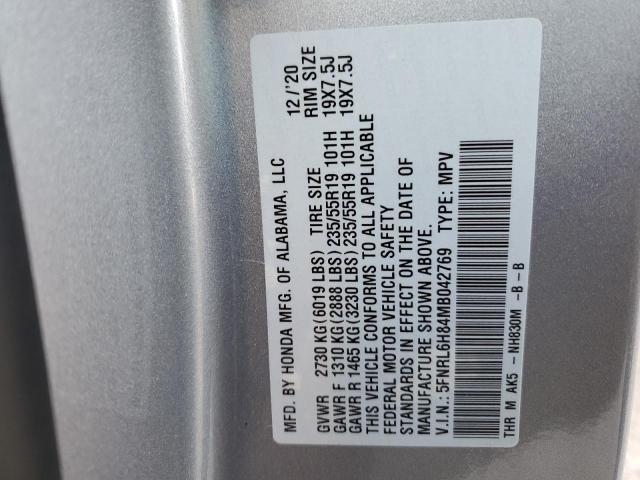 MFD. BY HONDA MFG. OF ALABAMA, LLC 12/'20
GVWR 2730 KG(6019 LBS) TIRE SIZE RIM SIZE
GAWR F 1310 KG(2888 LBS)235/55R19 101H 19X7.5J
GAWR R 1465 KG(3230 LBS)235/55R19 101H 19X7.5J
THIS VEHICLE CONFORMS TO ALL APPLICABLE
FEDERAL MOTOR VEHICLE SAFETY
STANDARDS IN EFFECT ON THE DATE OF
MANUFACTURE SHOWN ABOVE.
V.I.N.: 5FNRL6H84MB042769 TYPE: MPV
THR M AK5 - NH830M -B - B